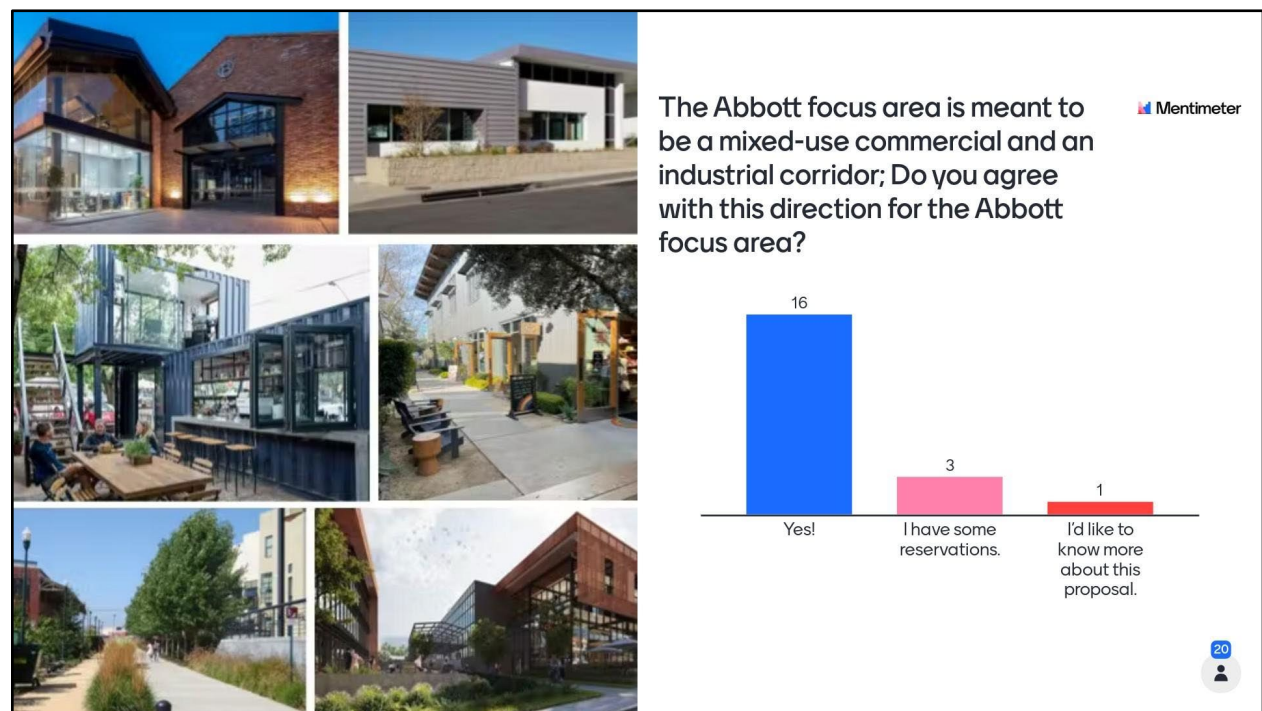 The Abbott focus area is meant to
be a mixed-use commercial and an
industrial corridor; Do you agree
with this direction for the Abbott
focus area?
Mentimeter
16
3
1
Yes!
I have some
reservations.
I'd like to
know more
about this
proposal.
20